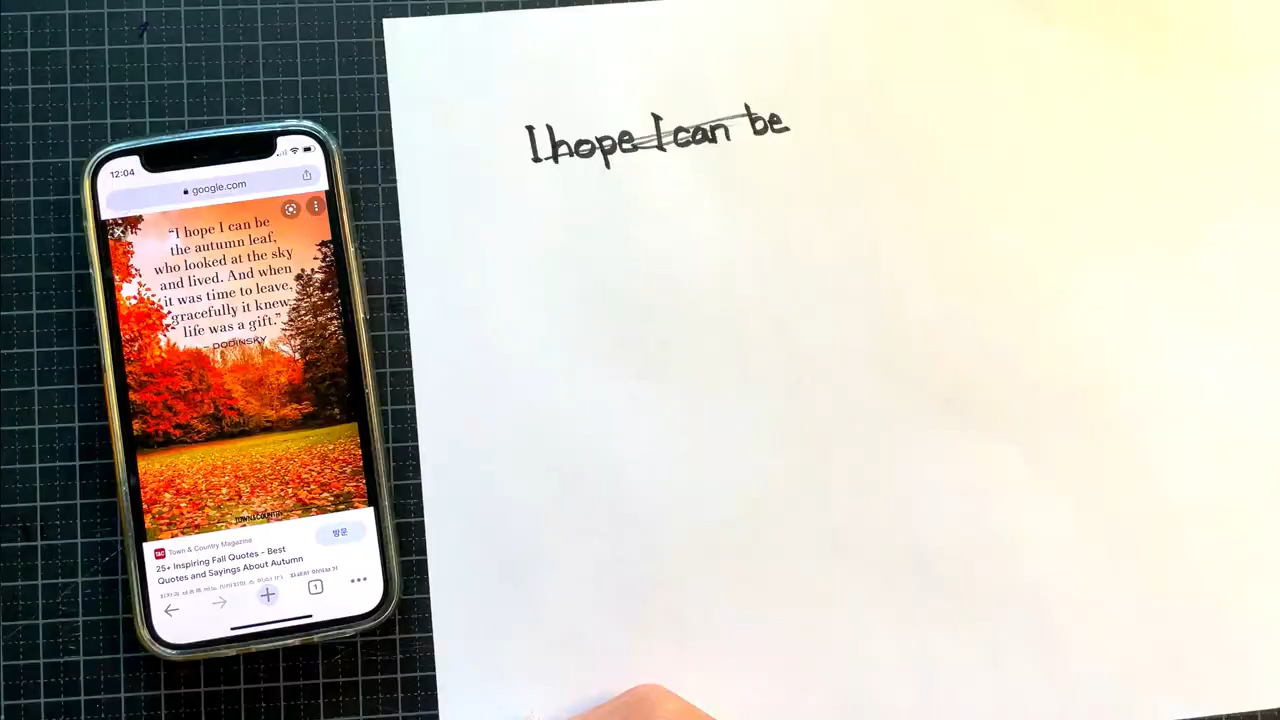 12:04
google.com
“I hope I can be
the autumn leaf,
who looked at the sky
and lived. And when
it was time to leave,
gracefully it knew
life was a gift.”
– DODINSKY
TOWN&COUNTRY
T&C Town & Country Magazine
25+ Inspiring Fall Quotes - Best
Quotes and Sayings About Autumn
방문
1
I hope I can be